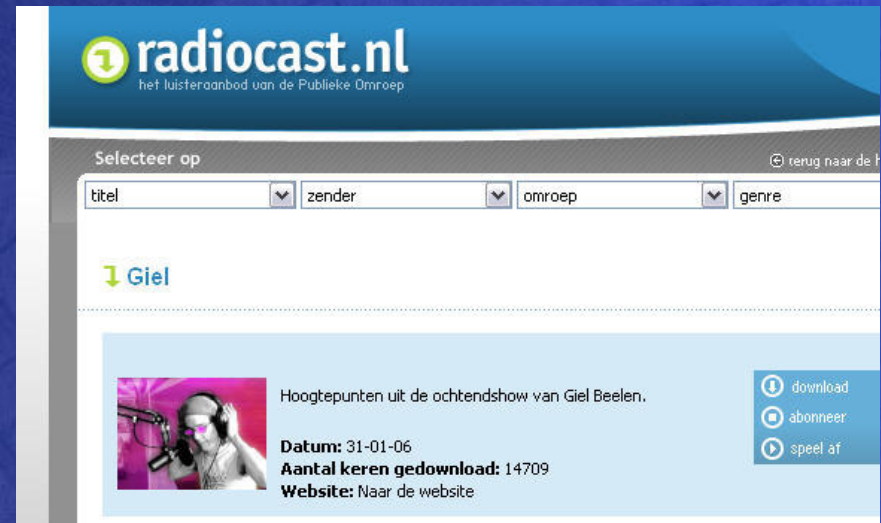 radiocast.nl
het luisteraanbod van de Publieke Omroep
Selecteer op
terug naar de h
titel zender omroep genre
Giel
Hoogtepunten uit de ochtendshow van Giel Beelen.
Datum: 31-01-06
Aantal keren gedownload: 14709
Website: Naar de website
download
abonneer
speel af